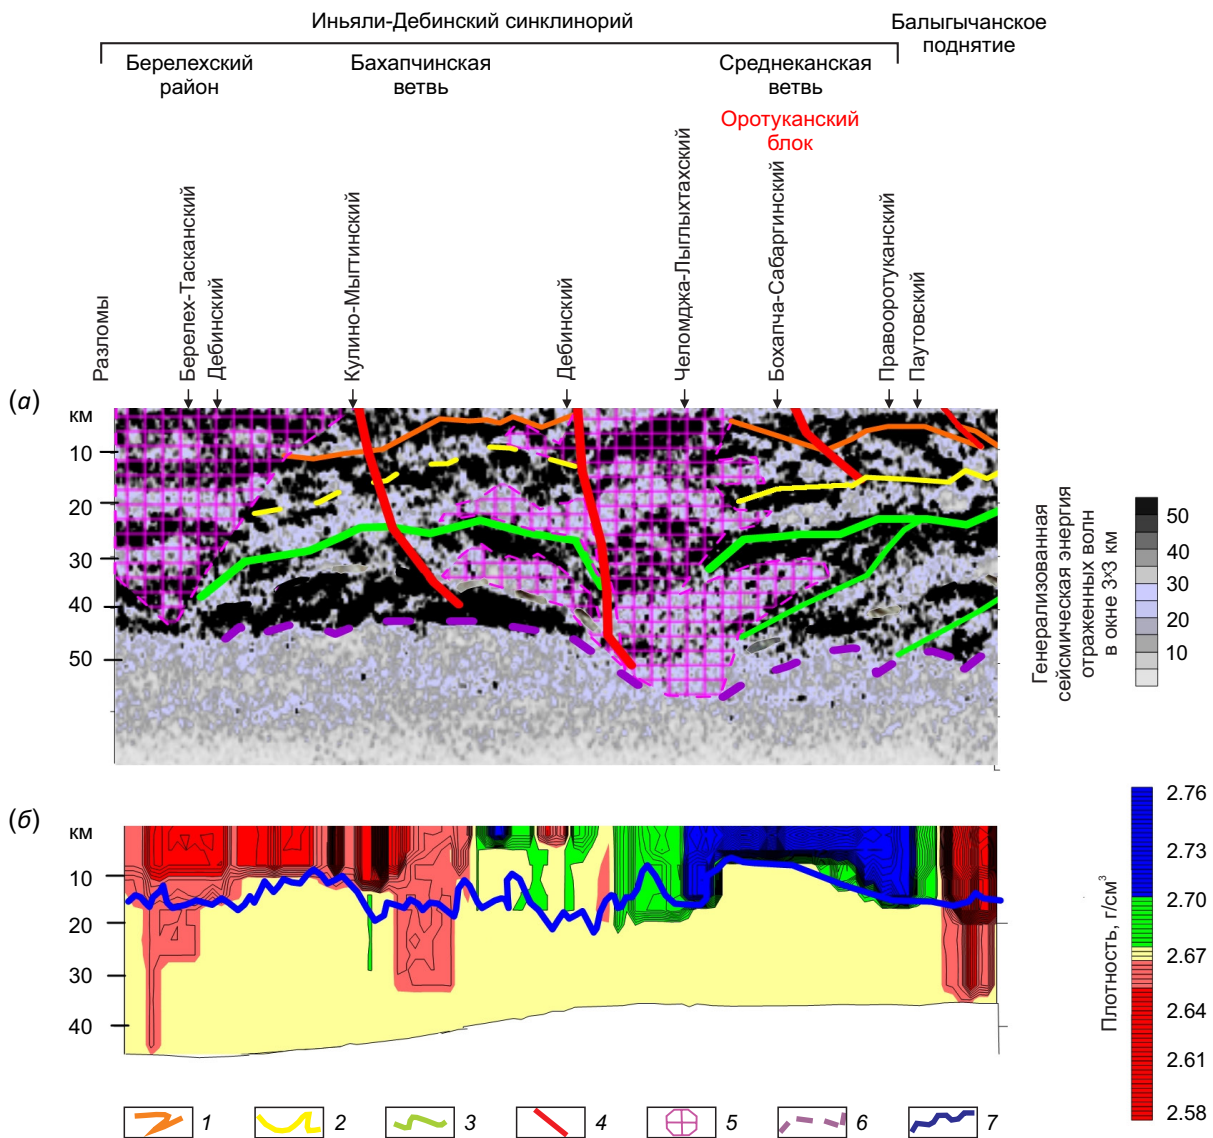 Иньяли-Дебинский синклинорий
Балыгычанское
поднятие
Берелехский
район
Бахапчинская
ветвь
Среднеканская
ветвь
Оротуканский
блок
Разломы
Берелех-Тасканский
Дебинский
Кулино-Мыгтинский
Дебинский
Челомджа-Лыглыхтахский
Бохапча-Сабаргинский
Правооротуканский
Паутовский
(а)
км
10
20
30
40
50
Генерализованная
сейсмическая энергия
отраженных волн
в окне 3×3 км
50
40
30
20
10
(б)
км
10
20
30
40
Плотность, г/см³
2.76
2.73
2.70
2.67
2.64
2.61
2.58
1
2
3
4
5
6
7